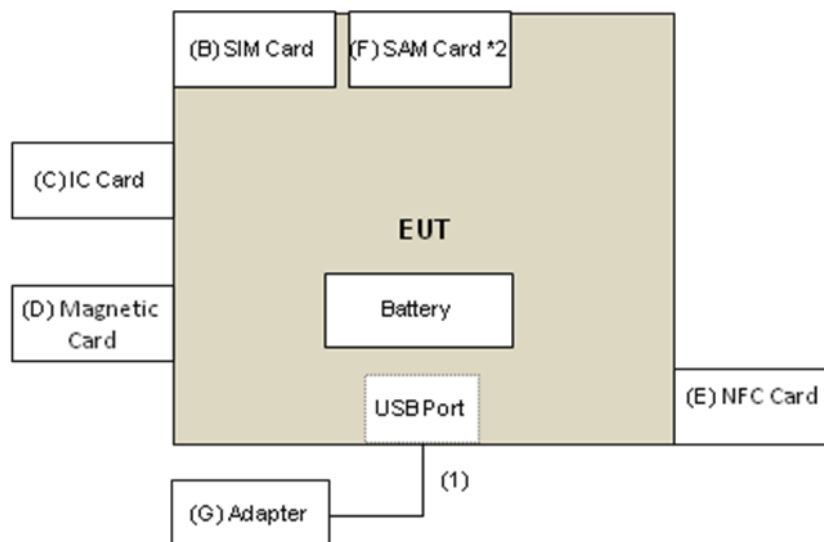 (B) SIM Card
(F) SAM Card *2
(C) IC Card
EUT
(D) Magnetic
Card
Battery
(E) NFC Card
USB Port
(1)
(G) Adapter